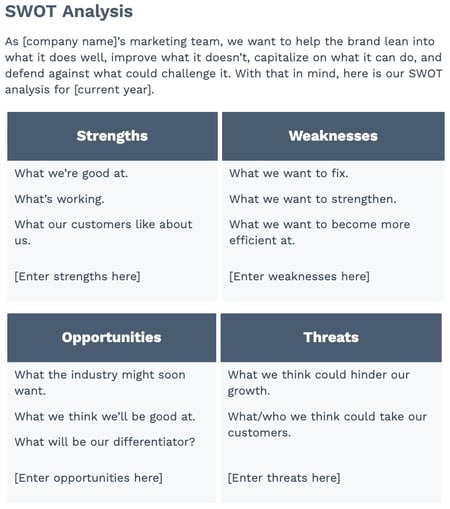 SWOT Analysis
As [company name]’s marketing team, we want to help the brand lean into
what it does well, improve what it doesn’t, capitalize on what it can do, and
defend against what could challenge it. With that in mind, here is our SWOT
analysis for [current year].
Strengths
What we’re good at.
What’s working.
What our customers like about
us.
[Enter strengths here]
Weaknesses
What we want to fix.
What we want to strengthen.
What we want to become more
efficient at.
[Enter weaknesses here]
Opportunities
What the industry might soon
want.
What we think we’ll be good at.
What will be our differentiator?
[Enter opportunities here]
Threats
What we think could hinder our
growth.
What/who we think could take our
customers.
[Enter threats here]